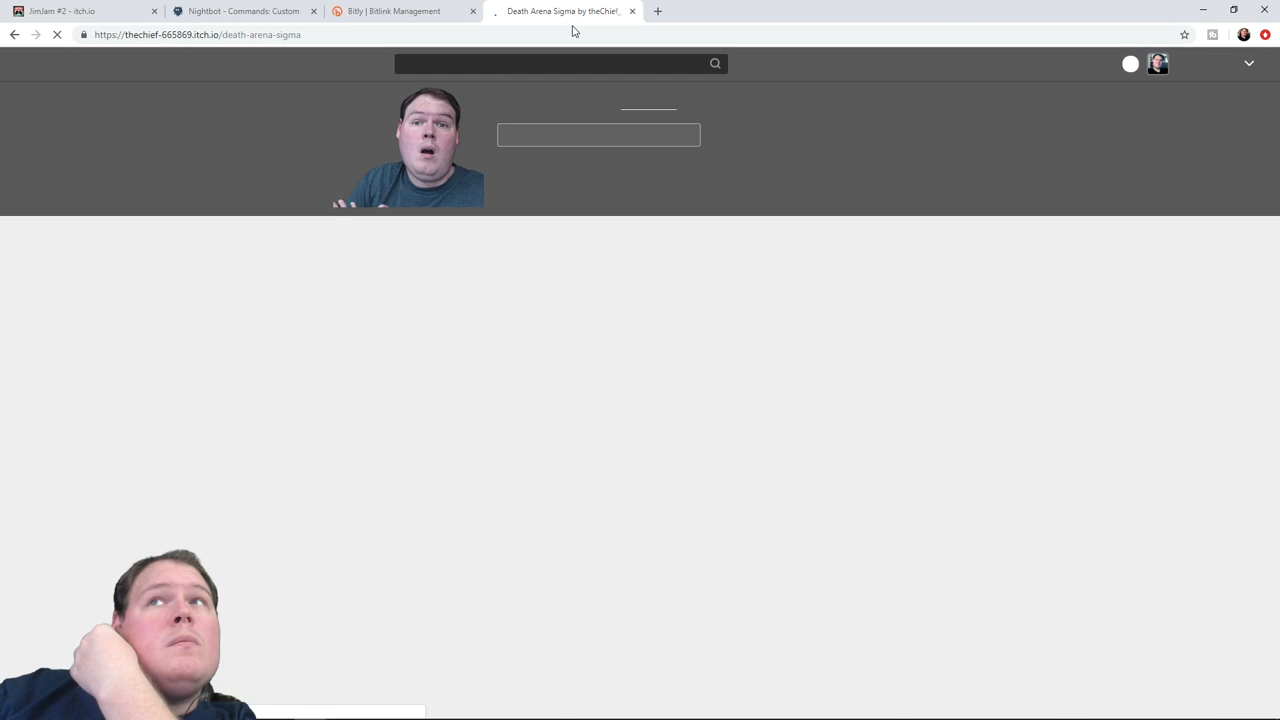 JimJam #2 - itch.io
Nightbot - Commands: Custom
Bitly | Bitlink Management
Death Arena Sigma by theChief_
https://thechief-665869.itch.io/death-arena-sigma